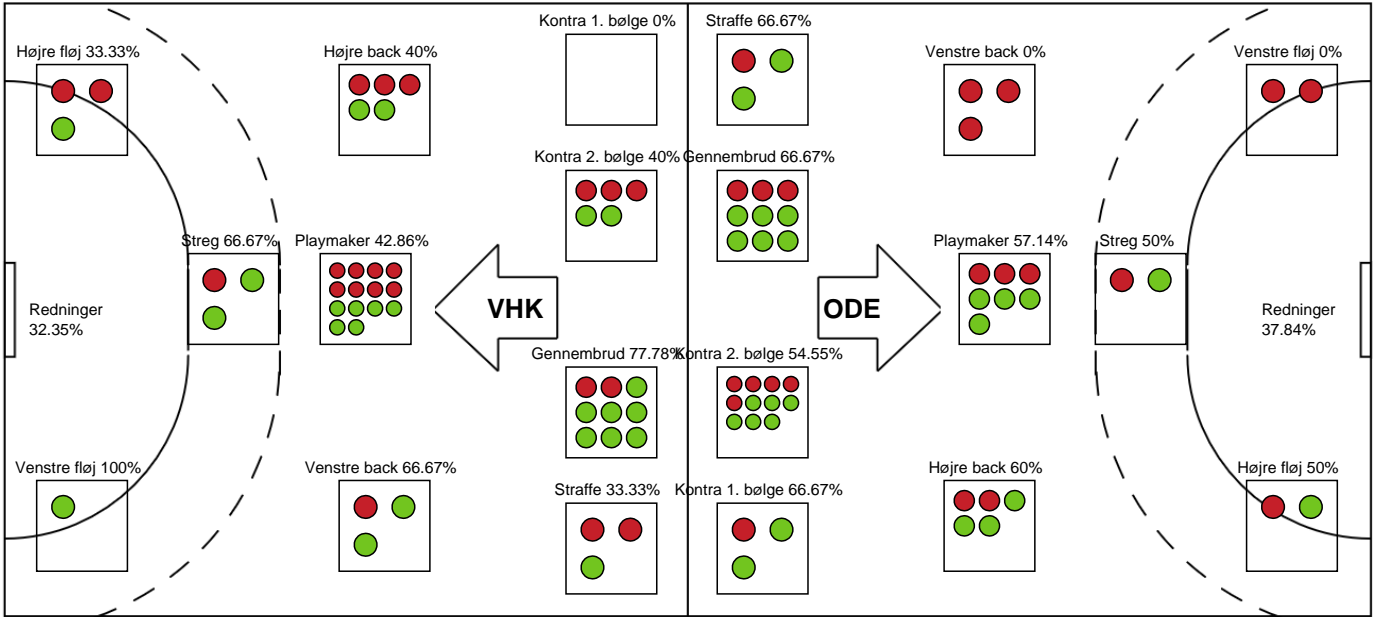 Kontra 1. bølge 0%
Straffe 66.67%
Højre fløj 33.33%
Højre back 40%
Venstre back 0%
Venstre fløj 0%
Kontra 2. bølge 40%
Gennembrud 66.67%
Streg 66.67%
Playmaker 42.86%
Playmaker 57.14%
Streg 50%
Redninger
32.35%
VHK
ODE
Redninger
37.84%
Gennembrud 77.78%
Kontra 2. bølge 54.55%
Venstre fløj 100%
Venstre back 66.67%
Straffe 33.33%
Kontra 1. bølge 66.67%
Højre back 60%
Højre fløj 50%